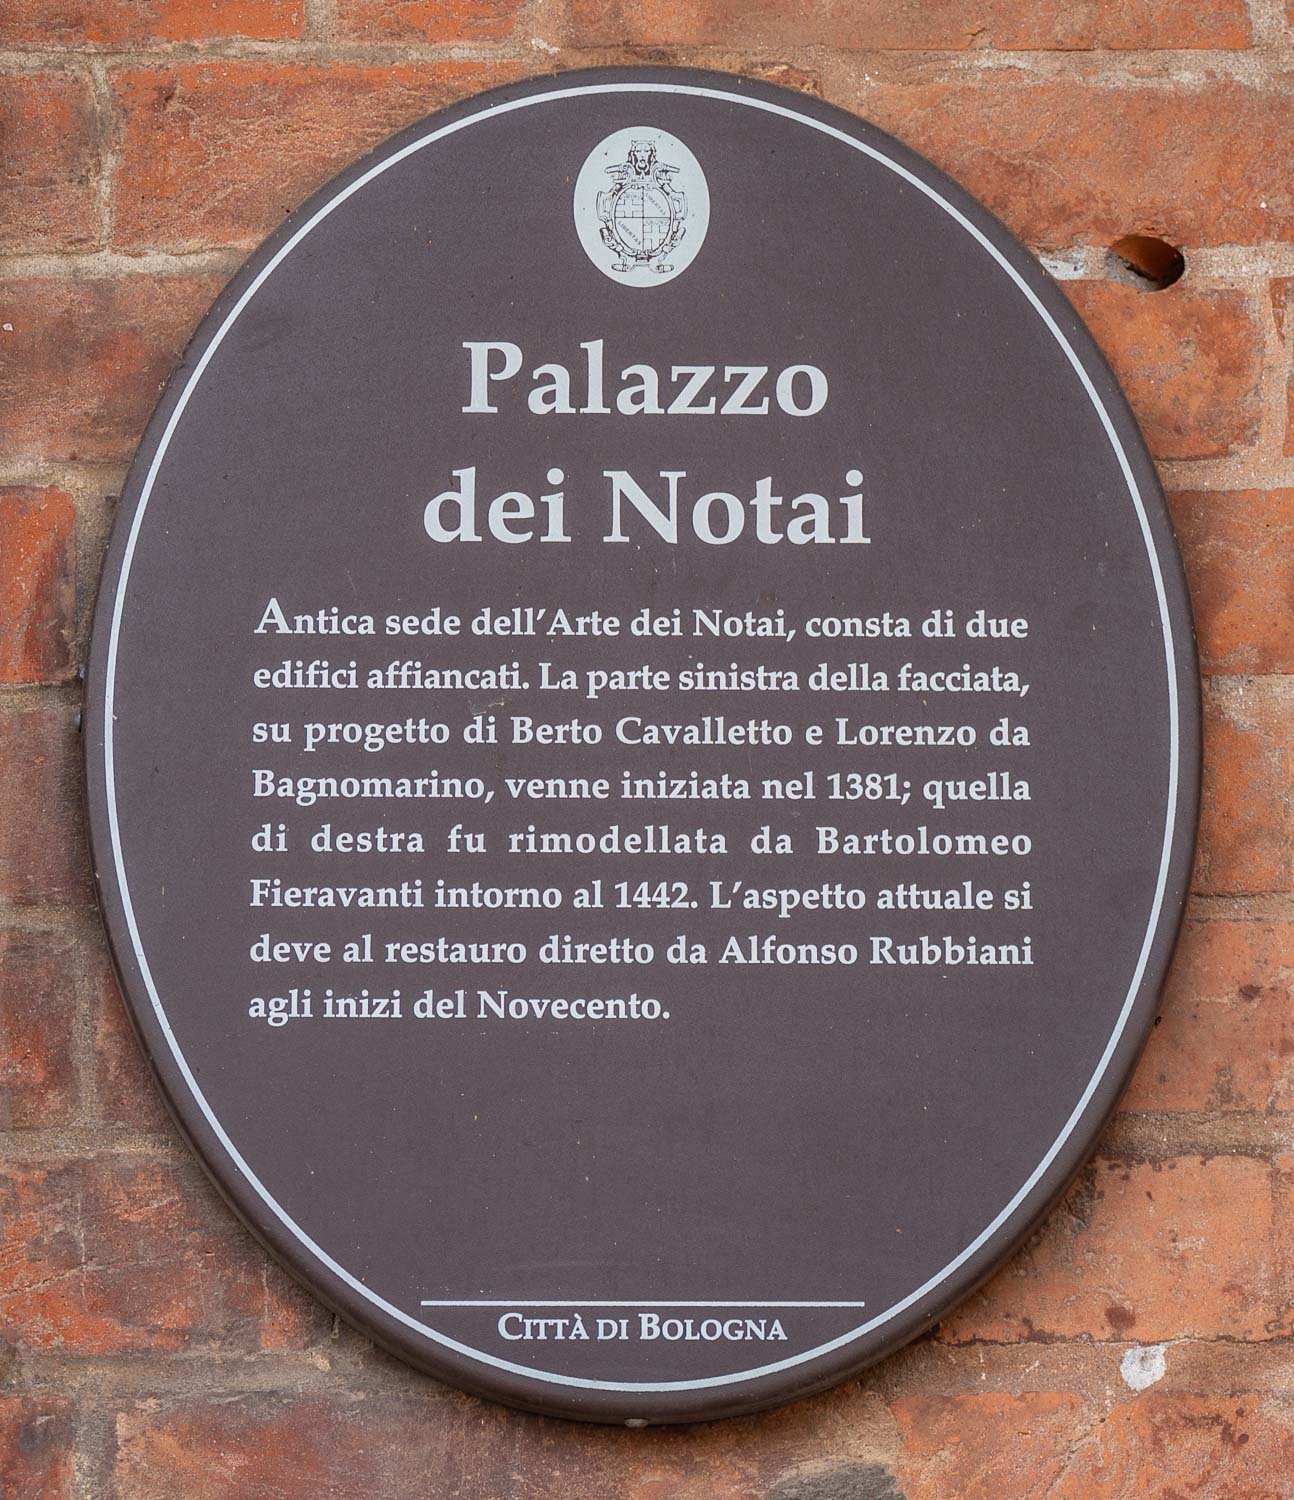 LIBERTAS
LIBERTAS
Palazzo
dei Notai
Antica sede dell'Arte dei Notai, consta di due
edifici affiancati. La parte sinistra della facciata,
su progetto di Berto Cavalletto e Lorenzo da
Bagnomarino, venne iniziata nel 1381; quella
di destra fu rimodellata da Bartolomeo
Fieravanti intorno al 1442. L'aspetto attuale si
deve al restauro diretto da Alfonso Rubbiani
agli inizi del Novecento.
CITTÀ DI BOLOGNA